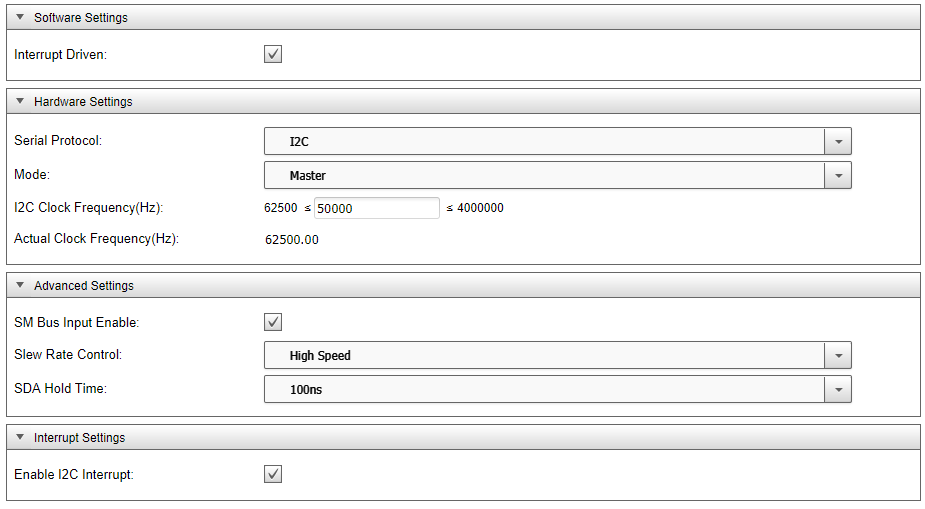 Software Settings
Interrupt Driven:
Hardware Settings
Serial Protocol: I2C
Mode: Master
I2C Clock Frequency(Hz): 62500 ≤ 50000 ≤ 4000000
Actual Clock Frequency(Hz): 62500.00
Advanced Settings
SM Bus Input Enable:
Slew Rate Control: High Speed
SDA Hold Time: 100ns
Interrupt Settings
Enable I2C Interrupt: